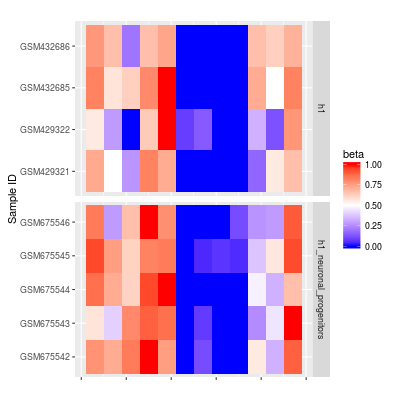 Sample ID
GSM432686
GSM432685
GSM429322
GSM429321
h1
GSM675546
GSM675545
GSM675544
GSM675543
GSM675542
h1_neuronal_progenitors
beta
1.00
0.75
0.50
0.25
0.00